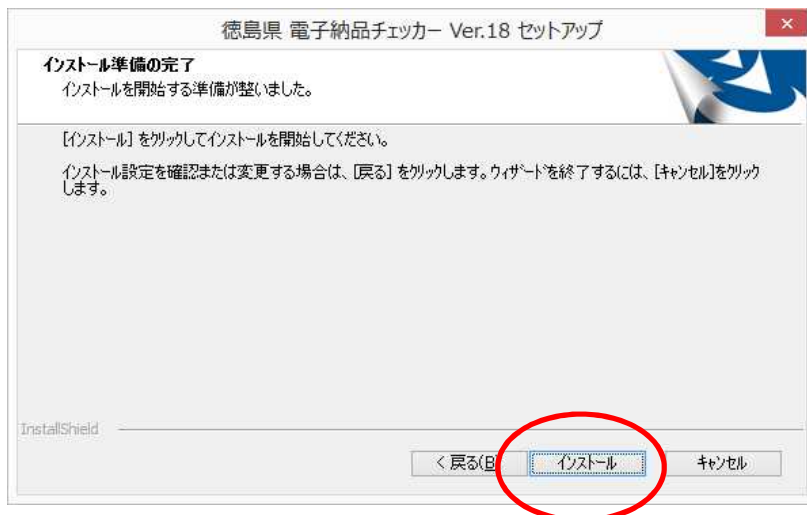 徳島県 電子納品チェッカー Ver.18 セットアップ
インストール準備の完了
インストールを開始する準備が整いました。
[インストール] をクリックしてインストールを開始してください。
インストール設定を確認または変更する場合は、[戻る] をクリックします。ウィザードを終了するには、[キャンセル]をクリック
します。
InstallShield
< 戻る(B インストール キャンセル